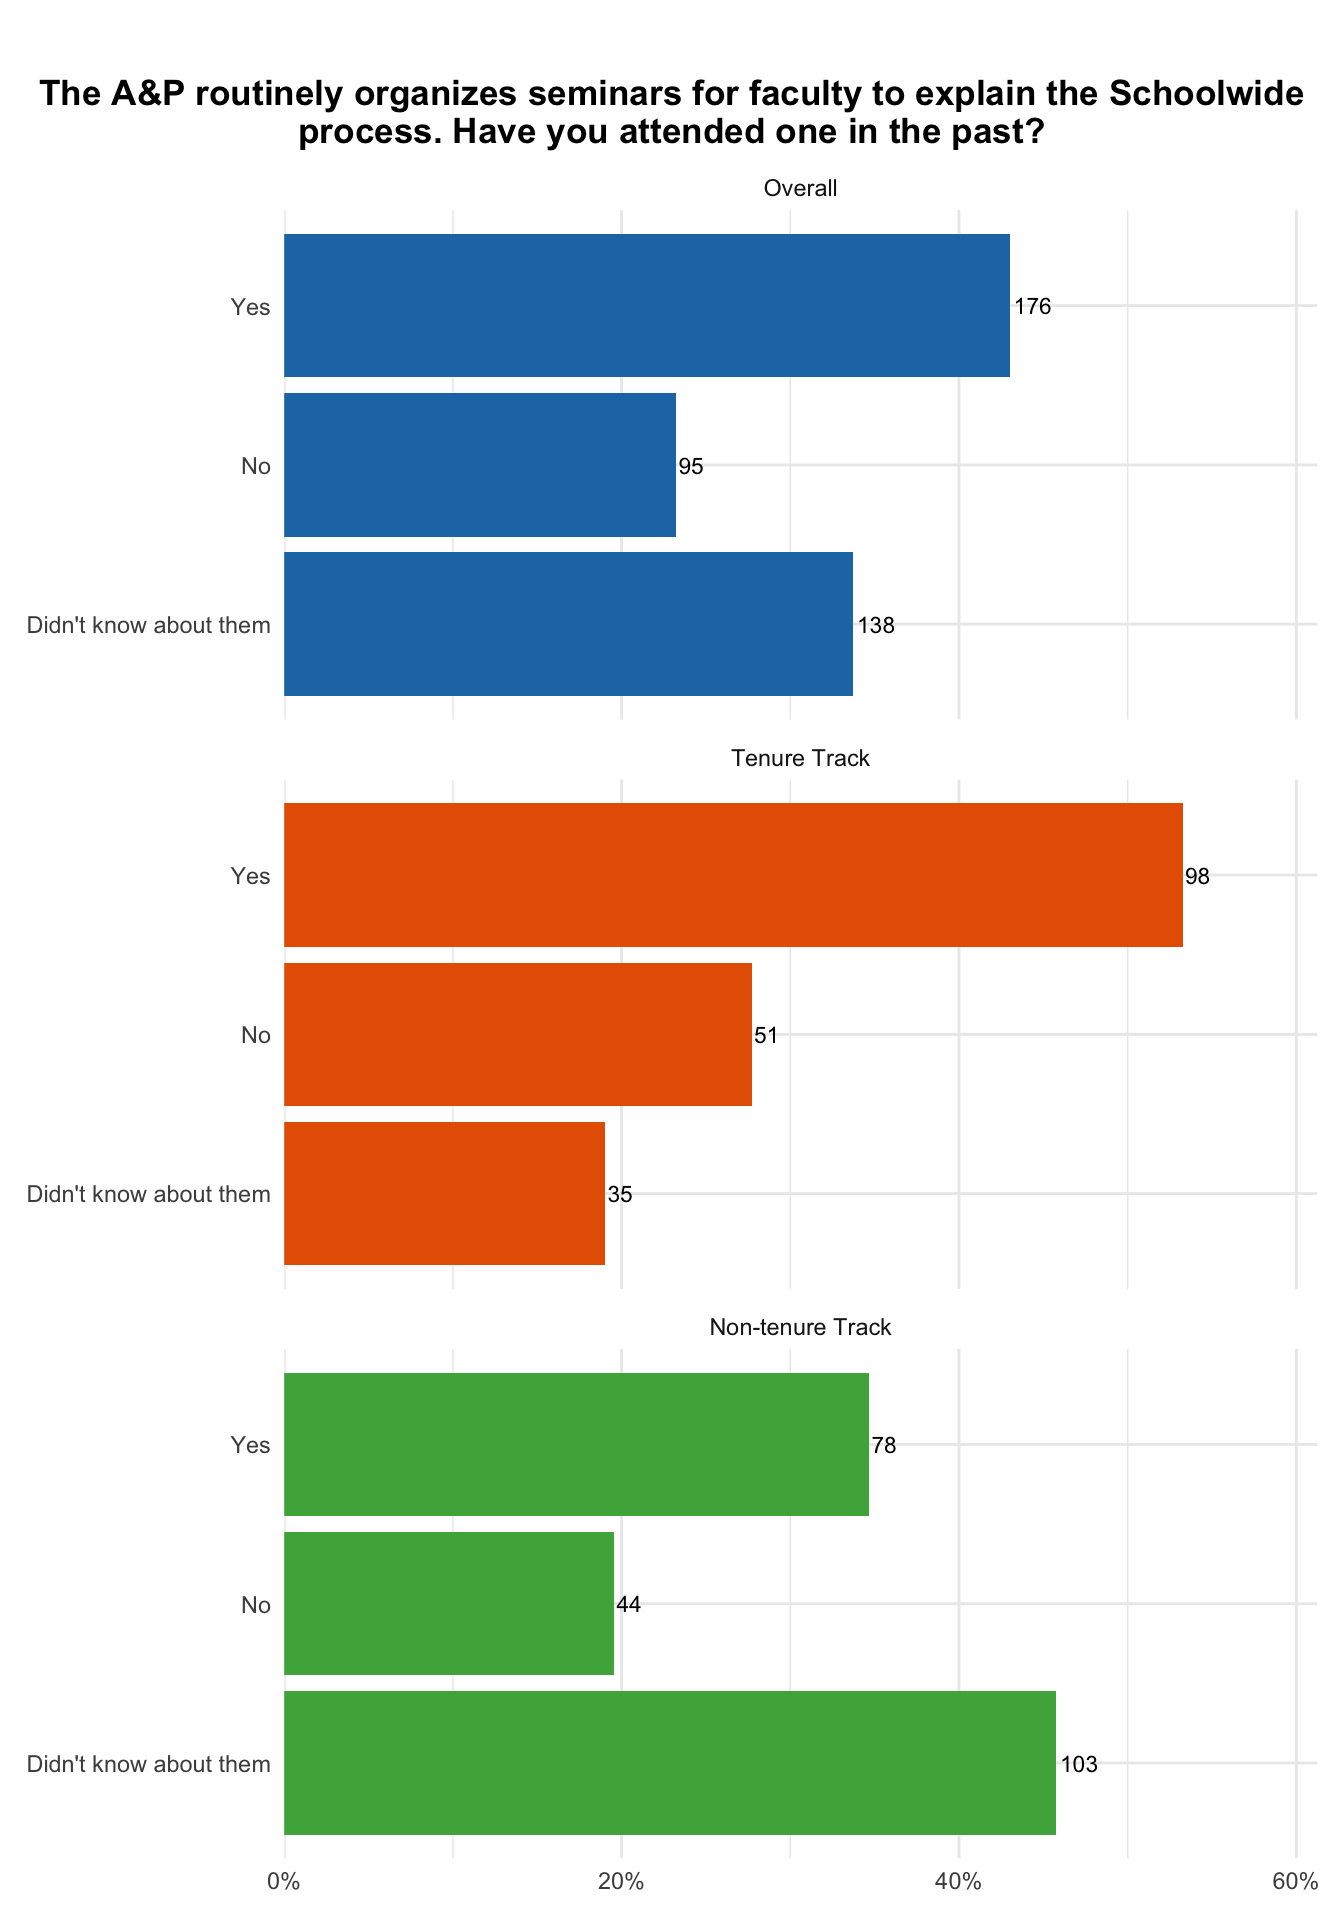 The A&P routinely organizes seminars for faculty to explain the Schoolwide
process. Have you attended one in the past?
Overall
Yes
176
No
95
Didn't know about them
138
Tenure Track
Yes
98
No
51
Didn't know about them
35
Non-tenure Track
Yes
78
No
44
Didn't know about them
103
0%
20%
40%
60%